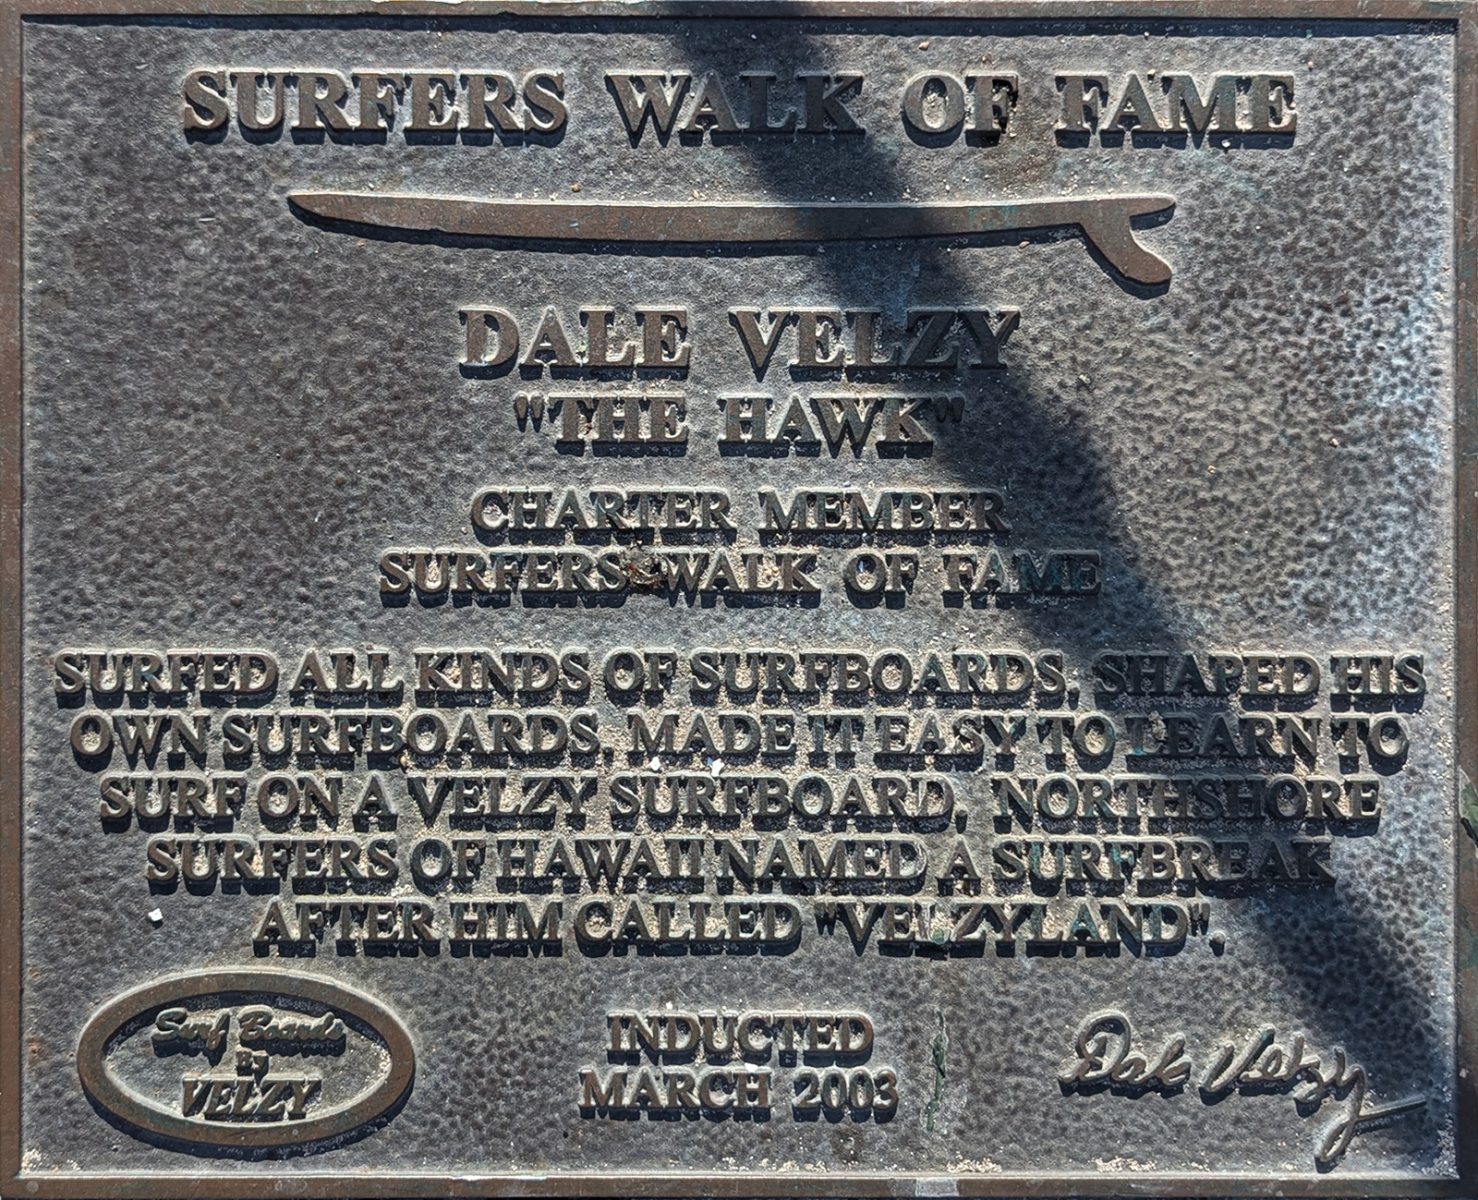 SURFERS WALK OF FAME
DALE VELZY
"THE HAWK"
CHARTER MEMBER
SURFERS WALK OF FAME
SURFED ALL KINDS OF SURFBOARDS, SHAPED HIS
OWN SURFBOARDS, MADE IT EASY TO LEARN TO
SURF ON A VELZY SURFBOARD, NORTHSHORE
SURFERS OF HAWAII NAMED A SURFBREAK
AFTER HIM CALLED "VELZYLAND".
Surf Boards
By
VELZY
INDUCTED
MARCH 2003
Dale Velzy